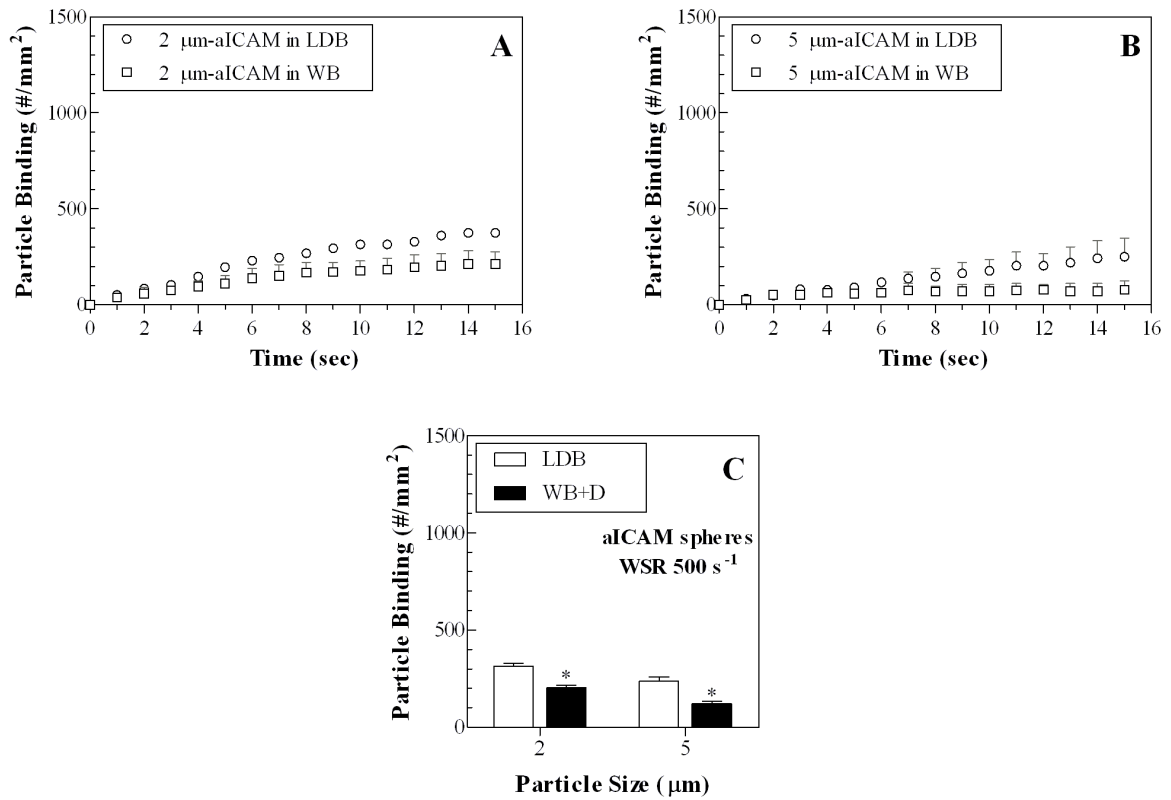 A
2 μm-aICAM in LDB
2 μm-aICAM in WB
Particle Binding (#/mm2)
1500
1000
500
0
0 2 4 6 8 10 12 14 16
Time (sec)
B
5 μm-aICAM in LDB
5 μm-aICAM in WB
Particle Binding (#/mm2)
1500
1000
500
0
0 2 4 6 8 10 12 14 16
Time (sec)
C
LDB
WB+D
aICAM spheres
WSR 500 s-1
Particle Binding (#/mm2)
1500
1000
500
0
*
*
2 5
Particle Size (μm)